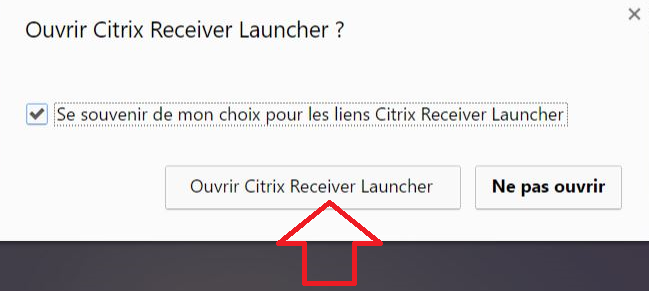 Ouvrir Citrix Receiver Launcher ?
Se souvenir de mon choix pour les liens Citrix Receiver Launcher
Ouvrir Citrix Receiver Launcher
Ne pas ouvrir